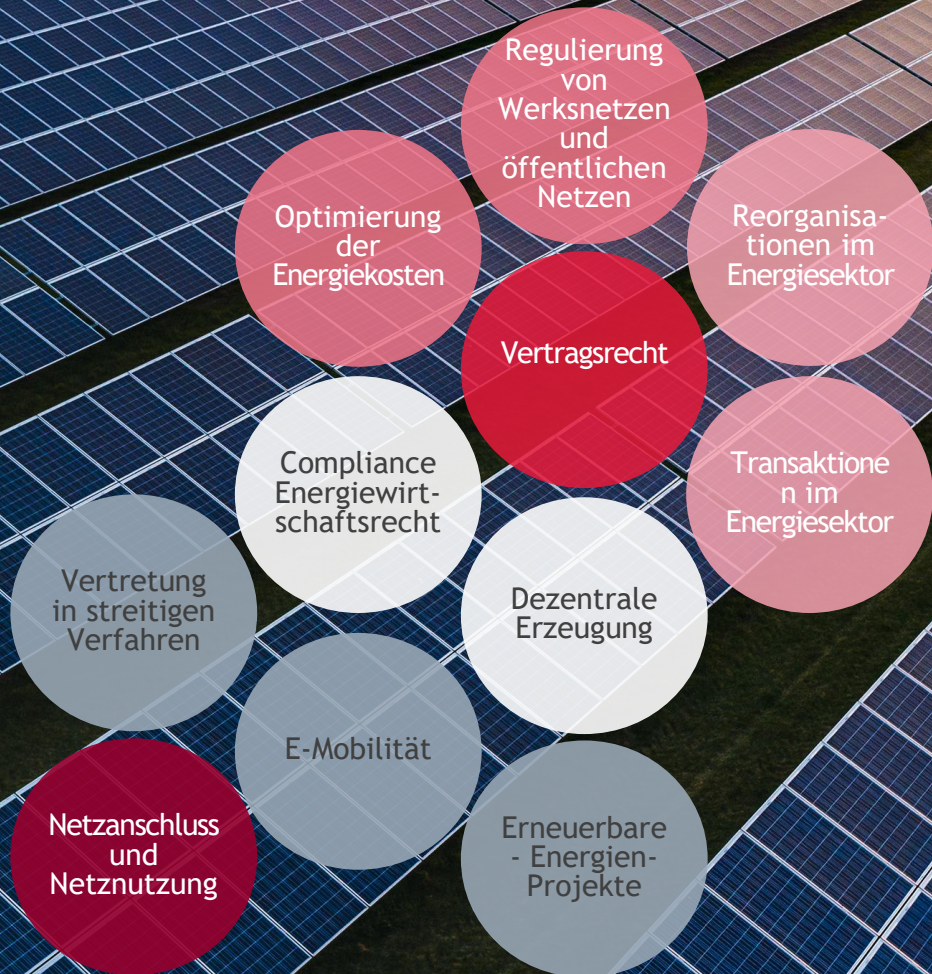 Regulierung
von
Werksnetzen
und
öffentlichen
Netzen
Optimierung
der
Energiekosten
Reorganisa-
tionen im
Energiesektor
Vertragsrecht
Compliance
Energiewirt-
schaftsrecht
Transaktione
n im
Energiesektor
Vertretung
in streitigen
Verfahren
Dezentrale
Erzeugung
E-Mobilität
Netzanschluss
und
Netznutzung
Erneuerbare
- Energien-
Projekte